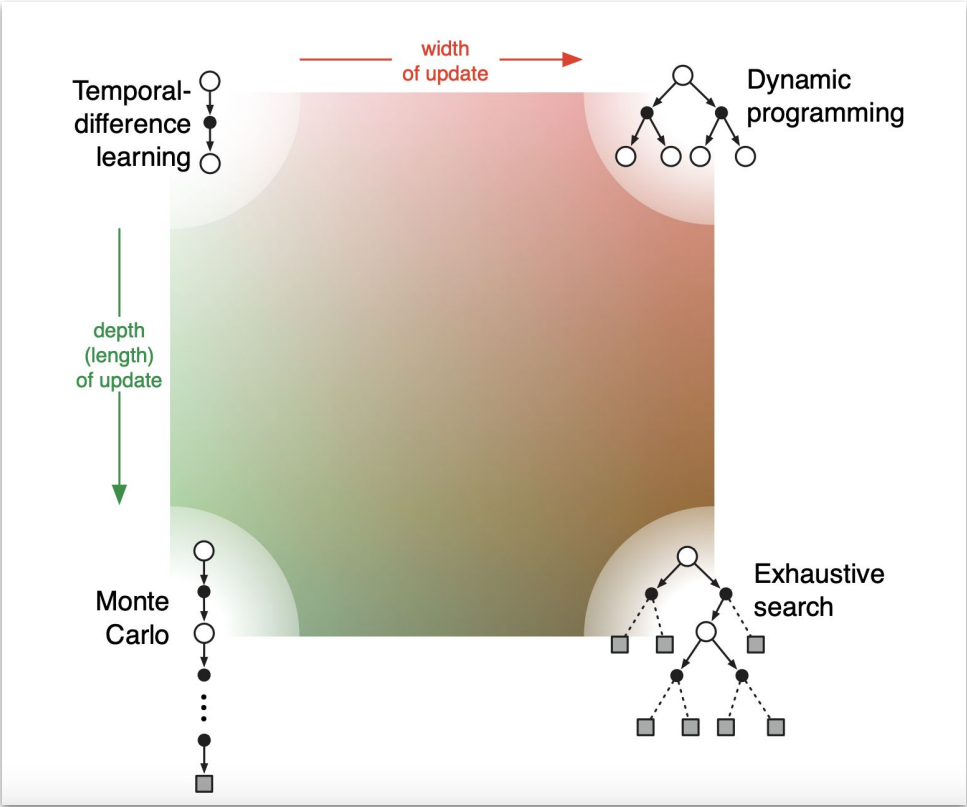 width
of update
Temporal-
difference
learning
Dynamic
programming
depth
(length)
of update
Monte
Carlo
Exhaustive
search